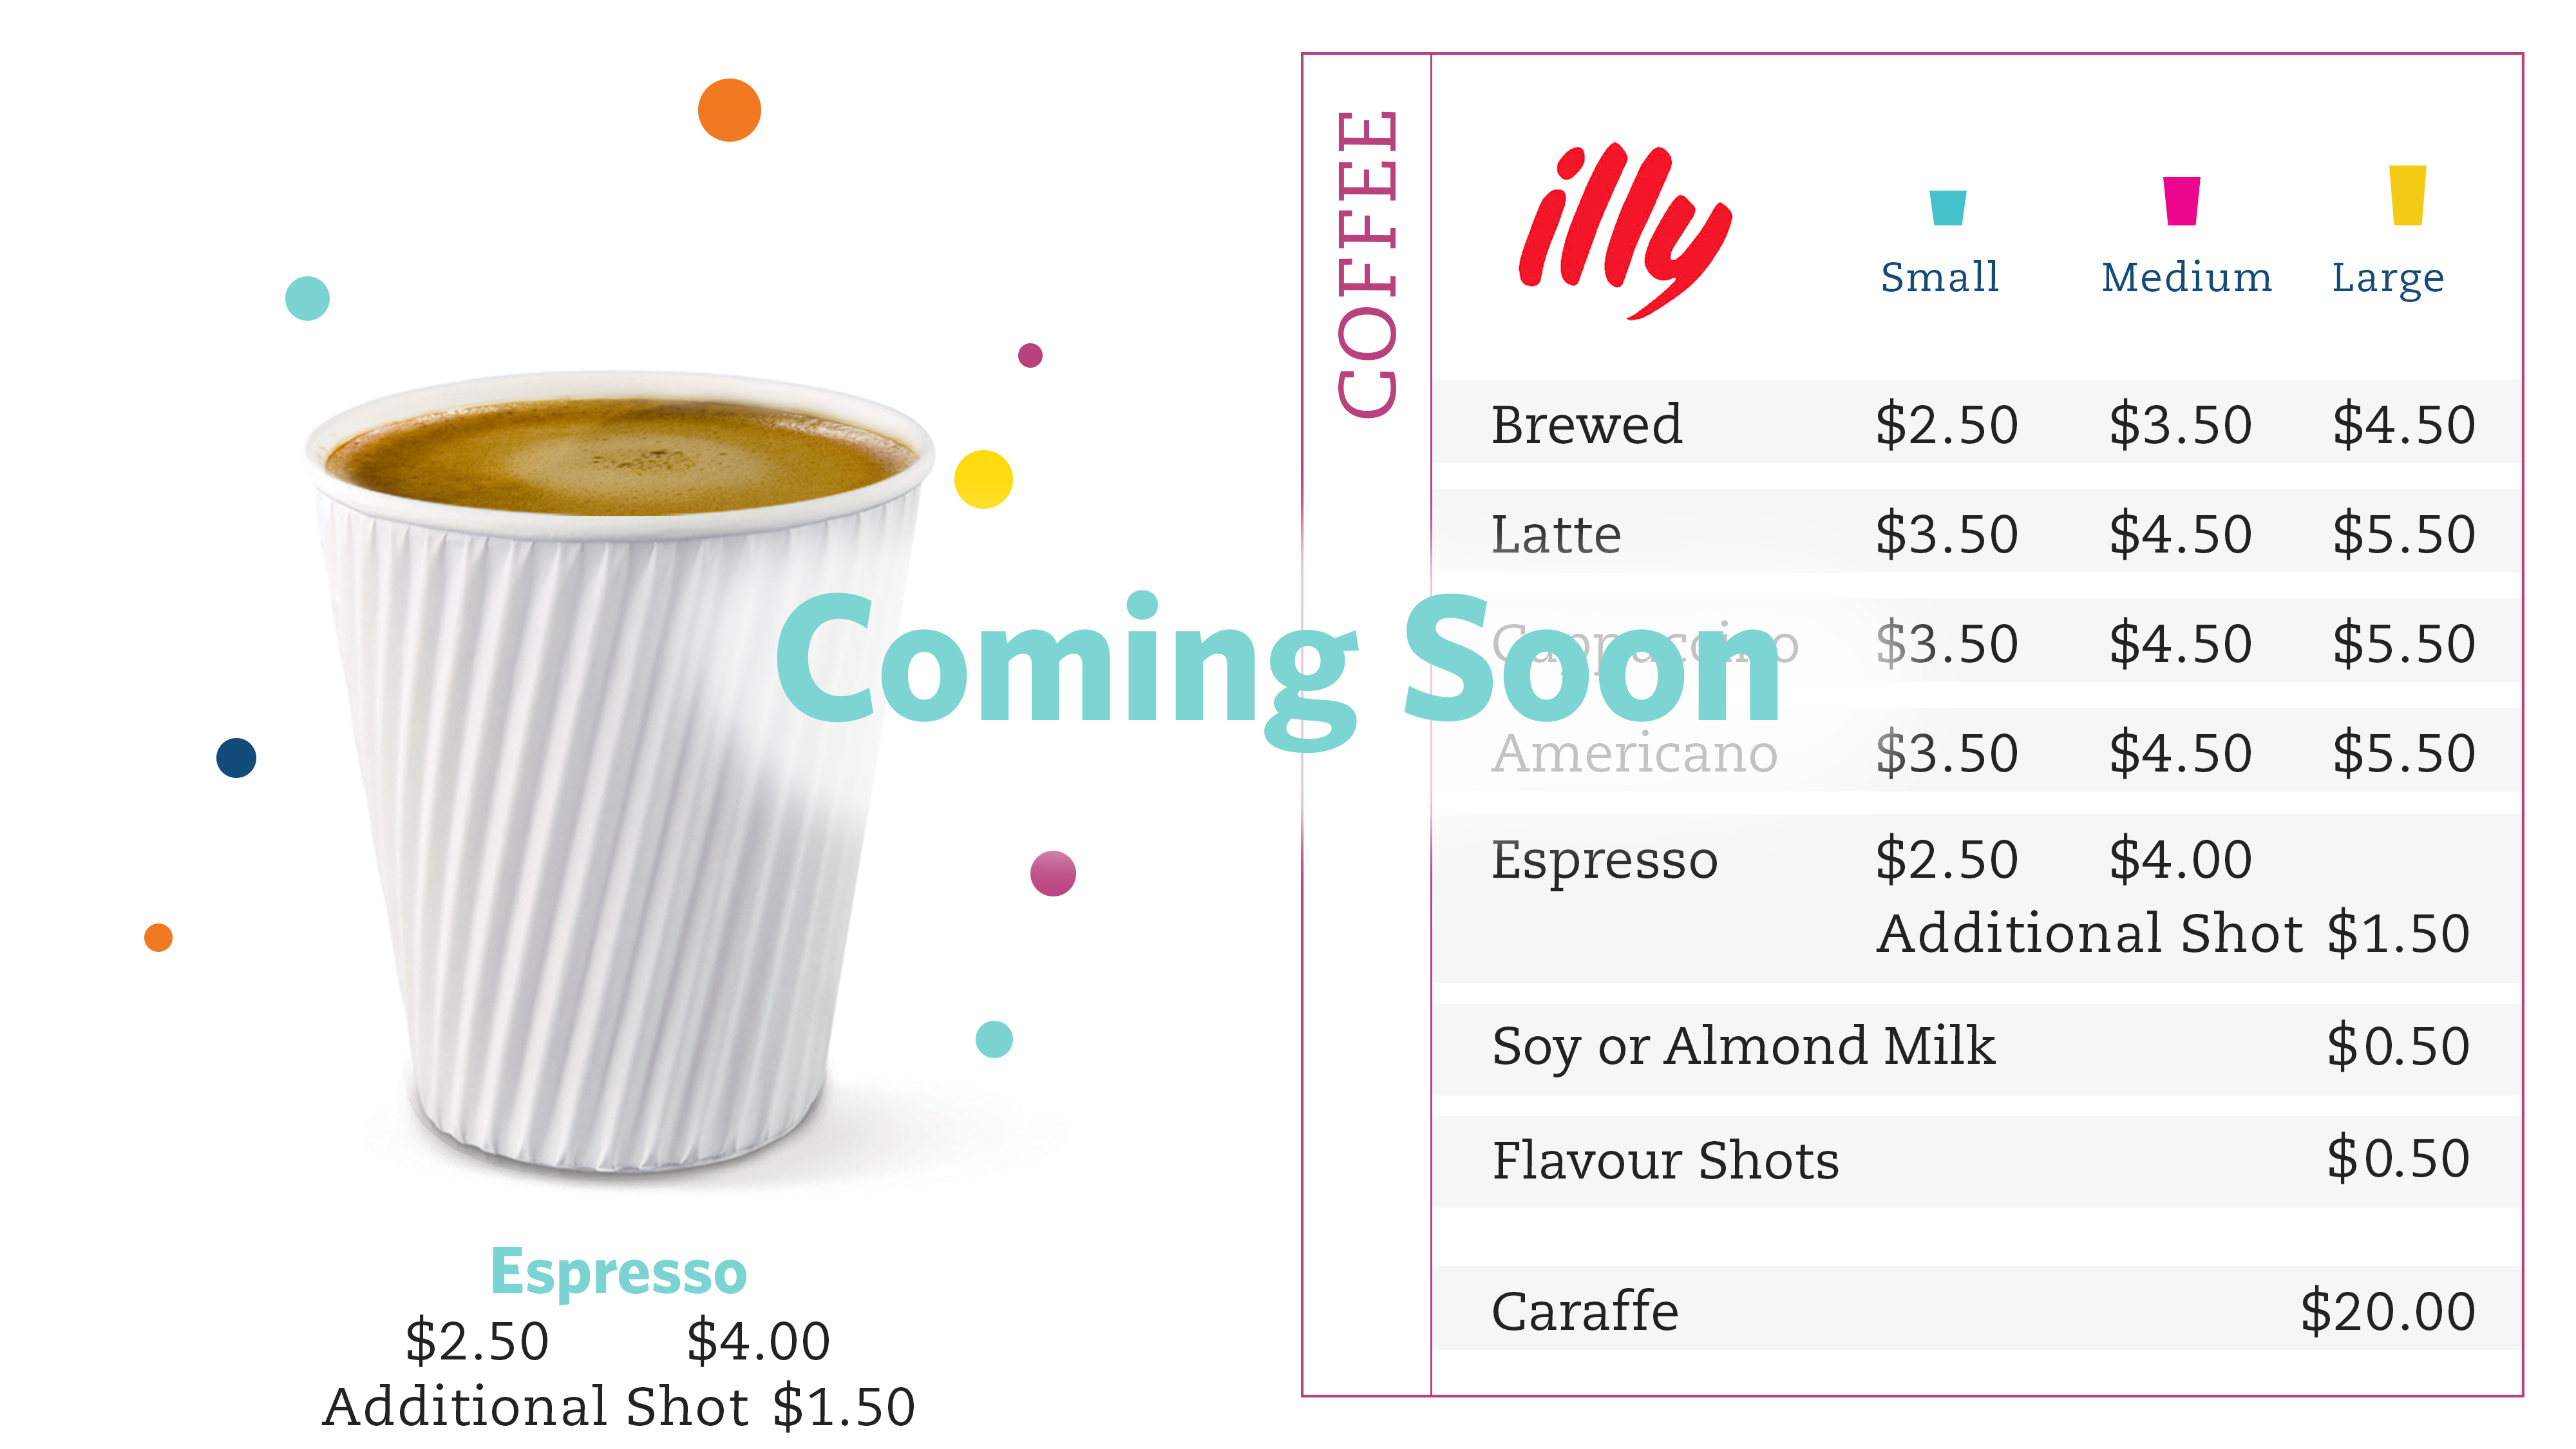 COFFEE
illy
Small Medium Large
Brewed $2.50 $3.50 $4.50
Latte $3.50 $4.50 $5.50
Cappuccino $3.50 $4.50 $5.50
Coming Soon
Americano $3.50 $4.50 $5.50
Espresso $2.50 $4.00
Additional Shot $1.50
Soy or Almond Milk $0.50
Flavour Shots $0.50
Caraffe $20.00
Espresso
$2.50 $4.00
Additional Shot $1.50